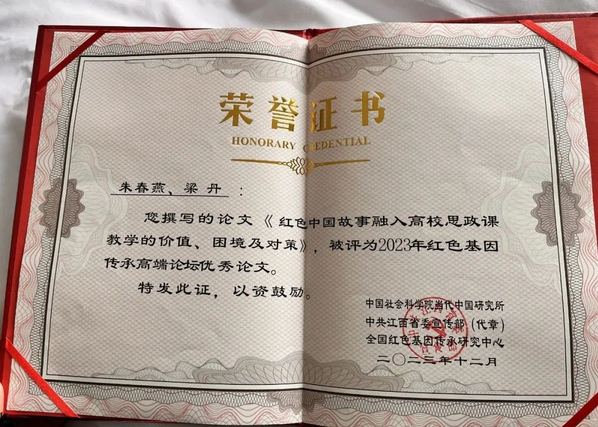 荣誉证书
HONORARY CREDENTIAL
朱春燕、梁丹：
您撰写的论文《红色中国故事融入高校思政课
教学的价值、困境及对策》，被评为2023年红色基因
传承高端论坛优秀论文。
特发此证，以资鼓励。
中国社会科学院当代中国研究所
中共江西省委宣传部（代章）
全国红色基因传承研究中心
二〇二三年十二月